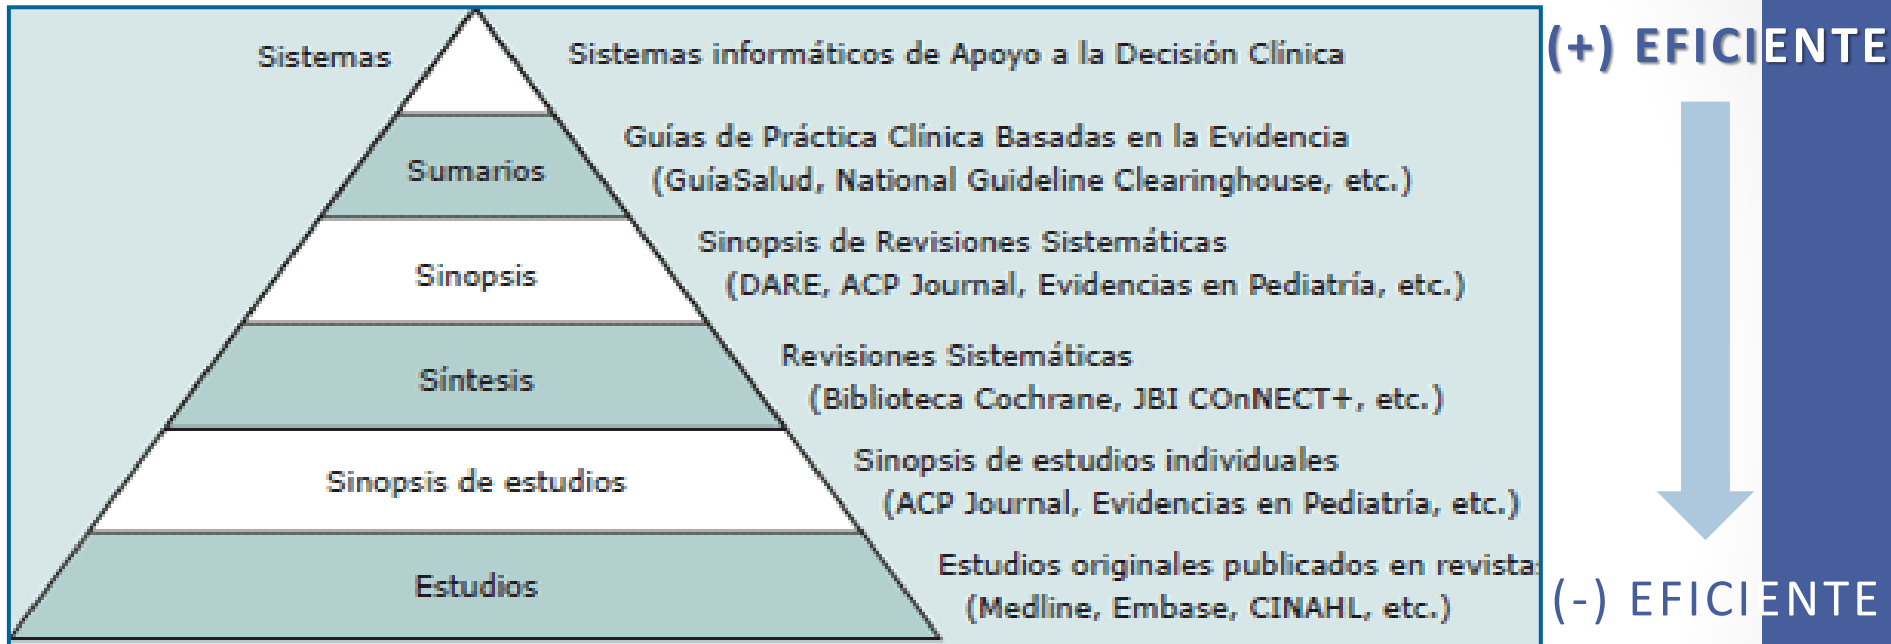 Sistemas
Sistemas informáticos de Apoyo a la Decisión Clínica
(+) EFICIENTE
Sumarios
Guías de Práctica Clínica Basadas en la Evidencia
(GuíaSalud, National Guideline Clearinghouse, etc.)
Sinopsis
Sinopsis de Revisiones Sistemáticas
(DARE, ACP Journal, Evidencias en Pediatría, etc.)
Síntesis
Revisiones Sistemáticas
(Biblioteca Cochrane, JBI COnNECT+, etc.)
Sinopsis de estudios
Sinopsis de estudios individuales
(ACP Journal, Evidencias en Pediatría, etc.)
Estudios
Estudios originales publicados en revista
(Medline, Embase, CINAHL, etc.)
(-) EFICIENTE